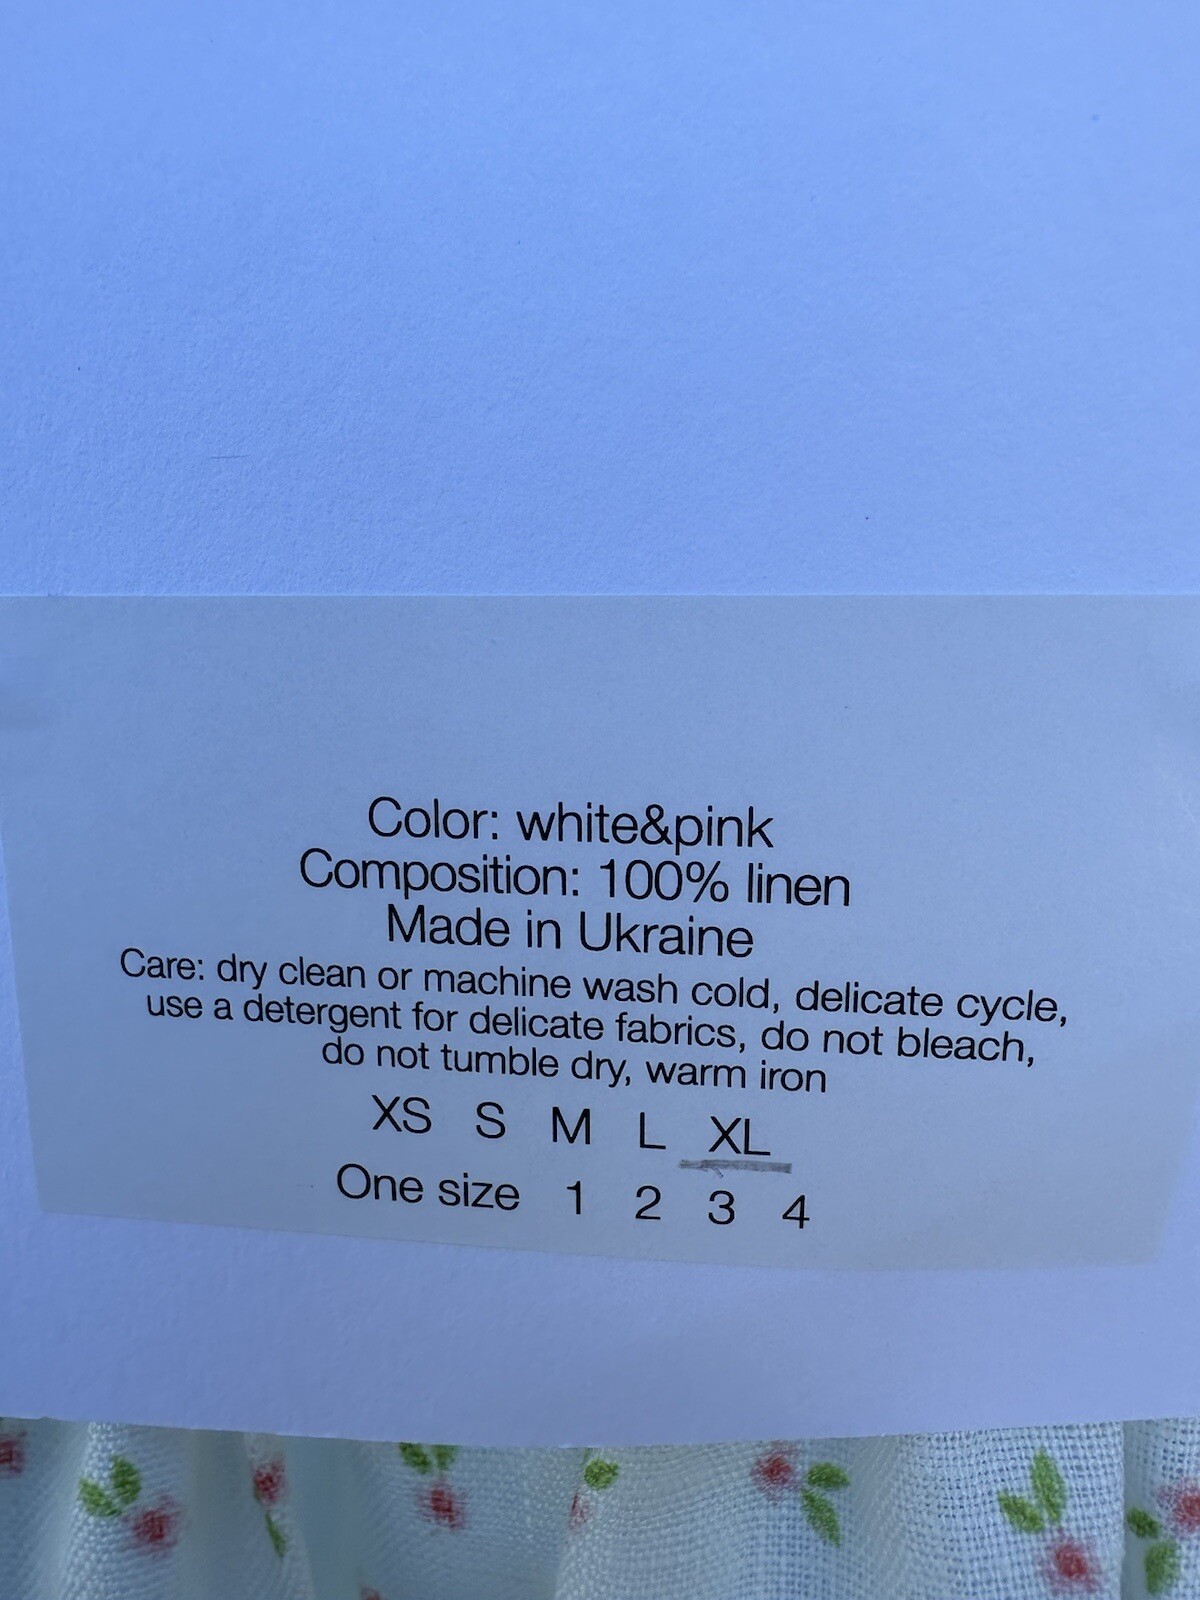 Color: white&pink
Composition: 100% linen
Made in Ukraine
Care: dry clean or machine wash cold, delicate cycle,
use a detergent for delicate fabrics, do not bleach,
do not tumble dry, warm iron
XS S M L XL
One size 1 2 3 4